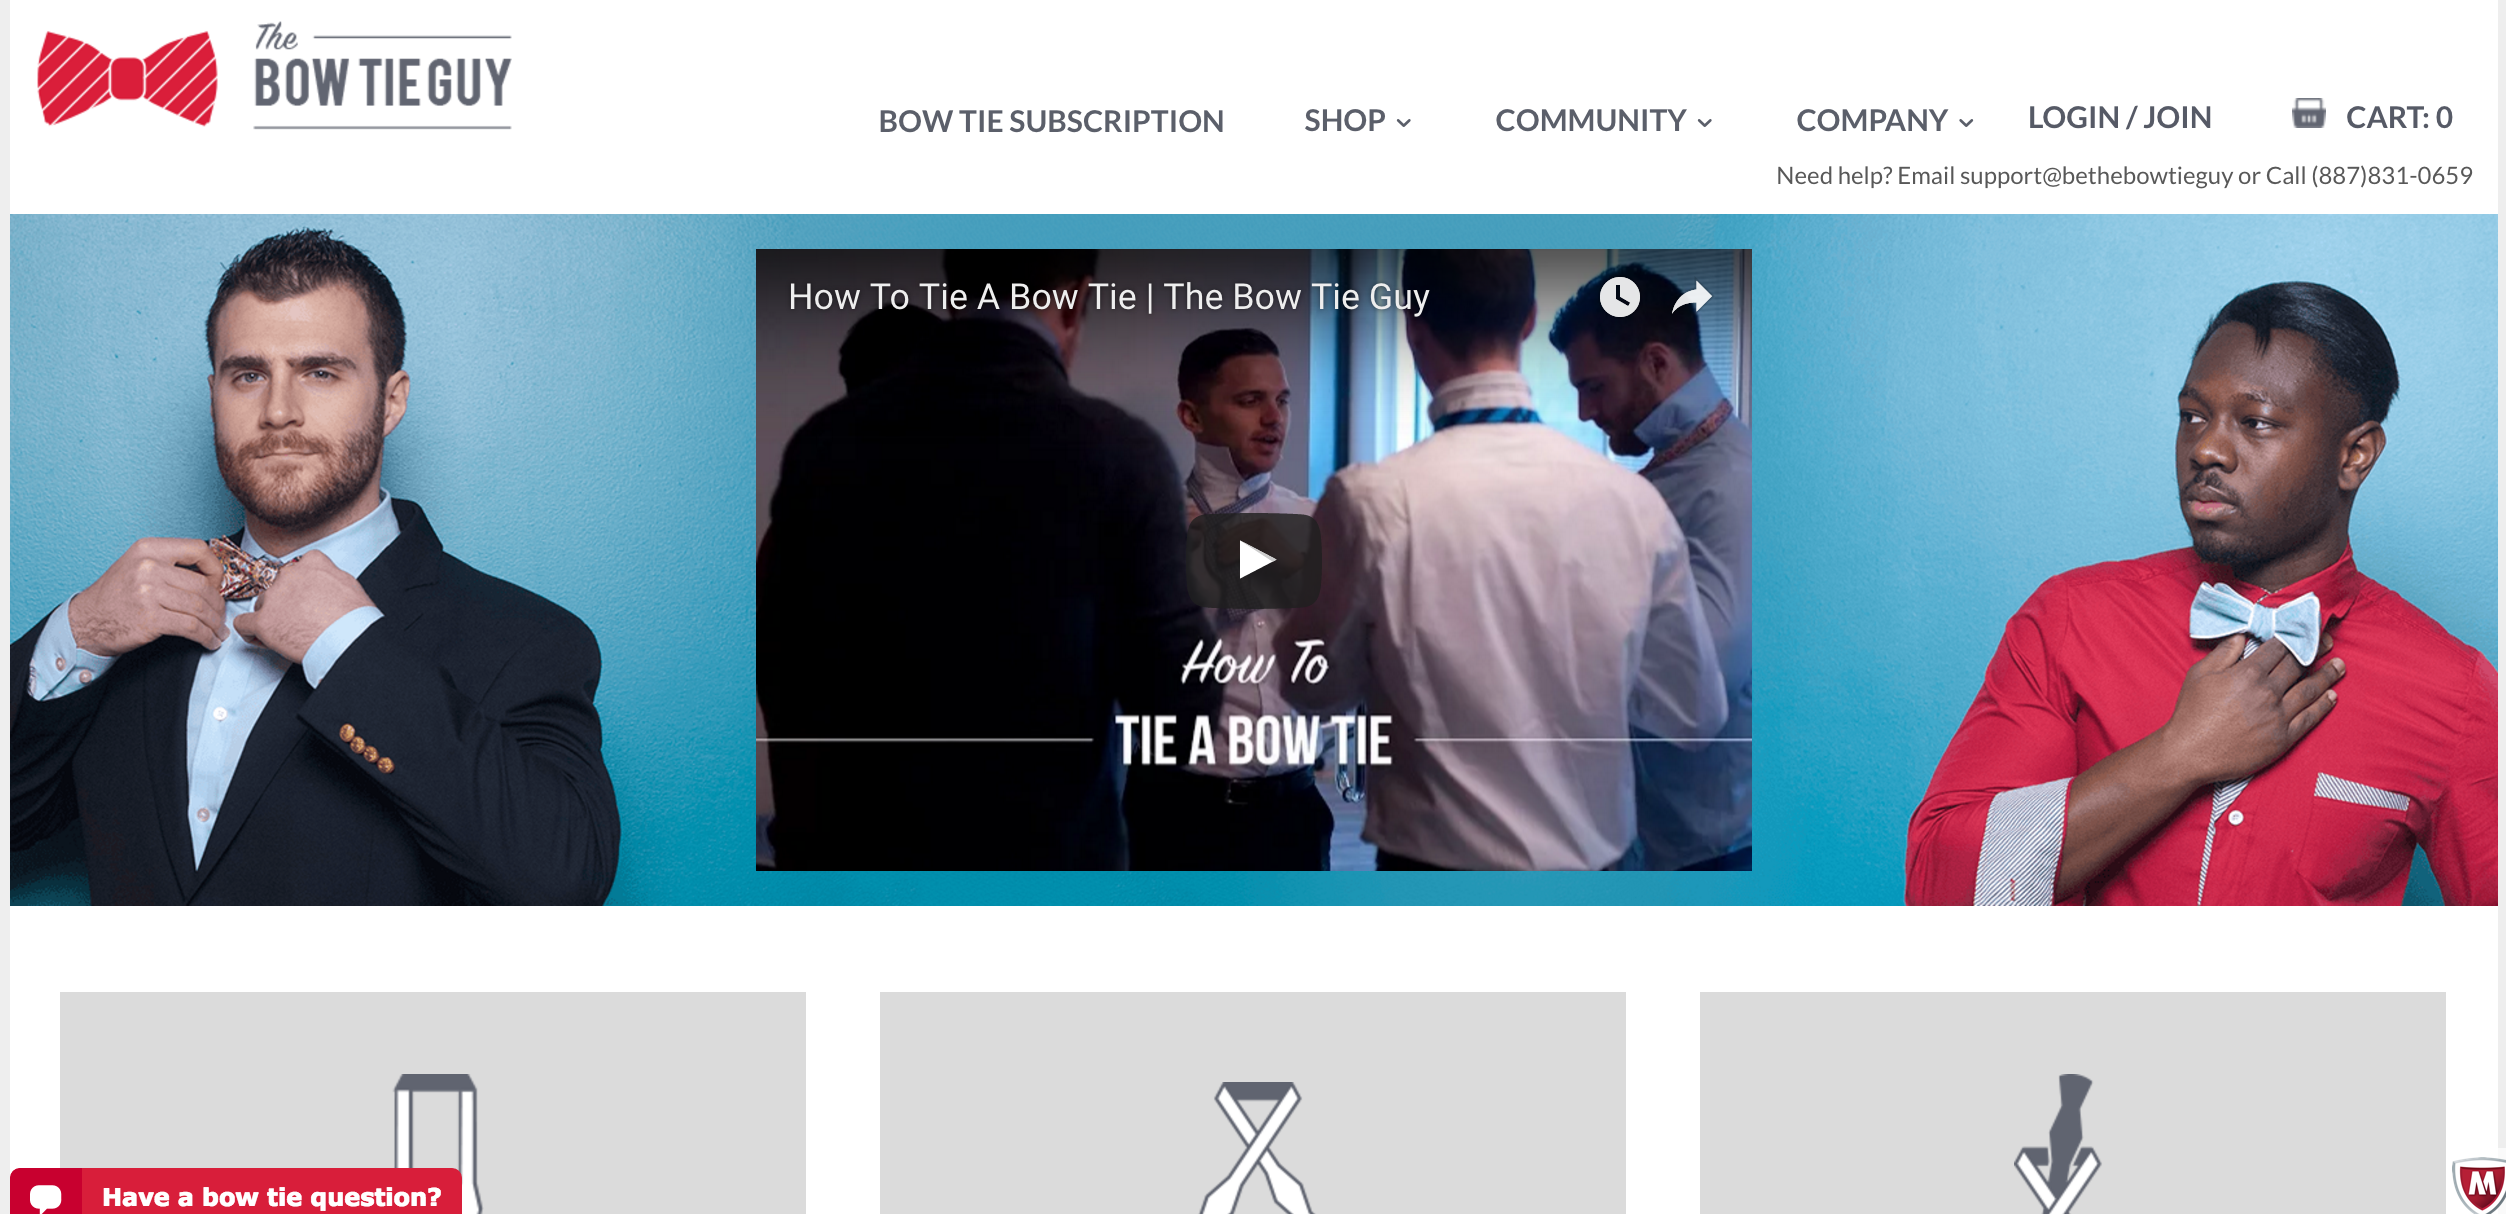 The
BOW TIE GUY
BOW TIE SUBSCRIPTION
SHOP
COMMUNITY
COMPANY
LOGIN / JOIN
CART: 0
Need help? Email support@bethebowtieguy or Call (887)831-0659
How To Tie A Bow Tie | The Bow Tie Guy
How To
TIE A BOW TIE
Have a bow tie question?
M